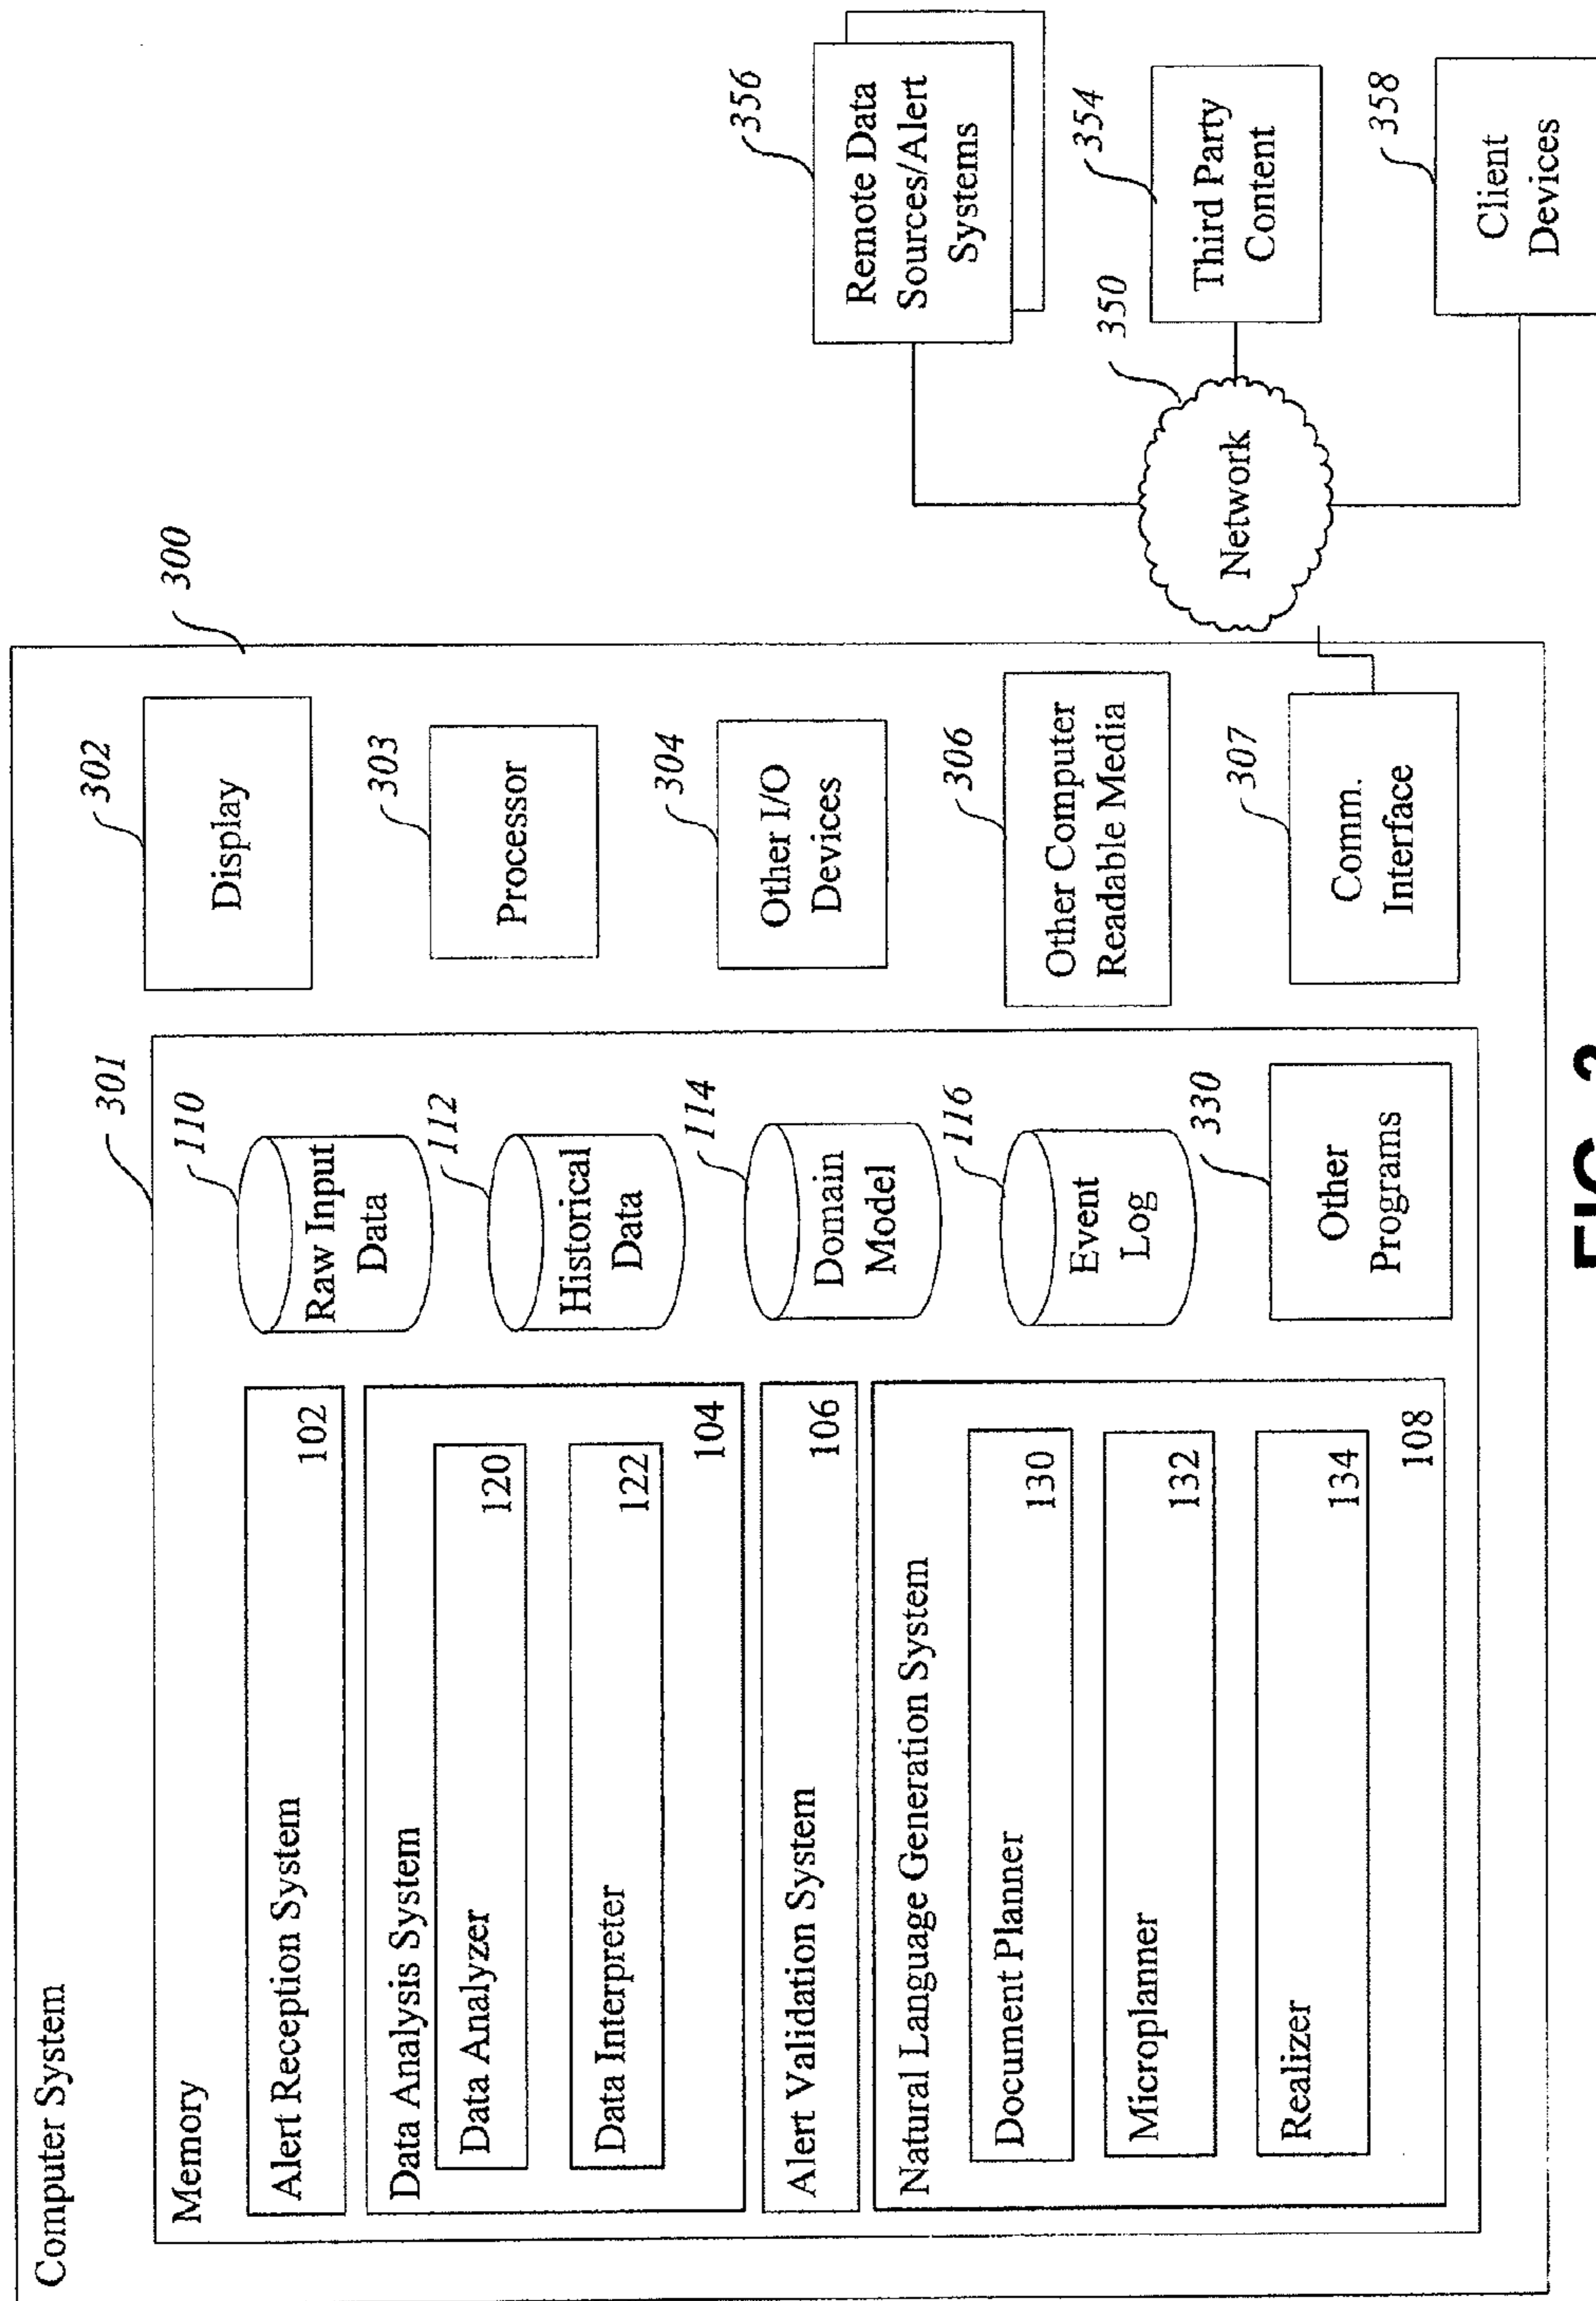 Computer System
300
Memory
301
Alert Reception System
102
Data Analysis System
104
Data Analyzer
120
Data Interpreter
122
Alert Validation System
106
Natural Language Generation System
108
Document Planner
130
Microplanner
132
Realizer
134
110
Raw Input
Data
112
Historical
Data
114
Domain
Model
116
Event
Log
330
Other
Programs
302
Display
303
Processor
304
Other I/O
Devices
306
Other Computer
Readable Media
307
Comm.
Interface
350
Network
356
Remote Data
Sources/Alert
Systems
354
Third Party
Content
358
Client
Devices
FIG.